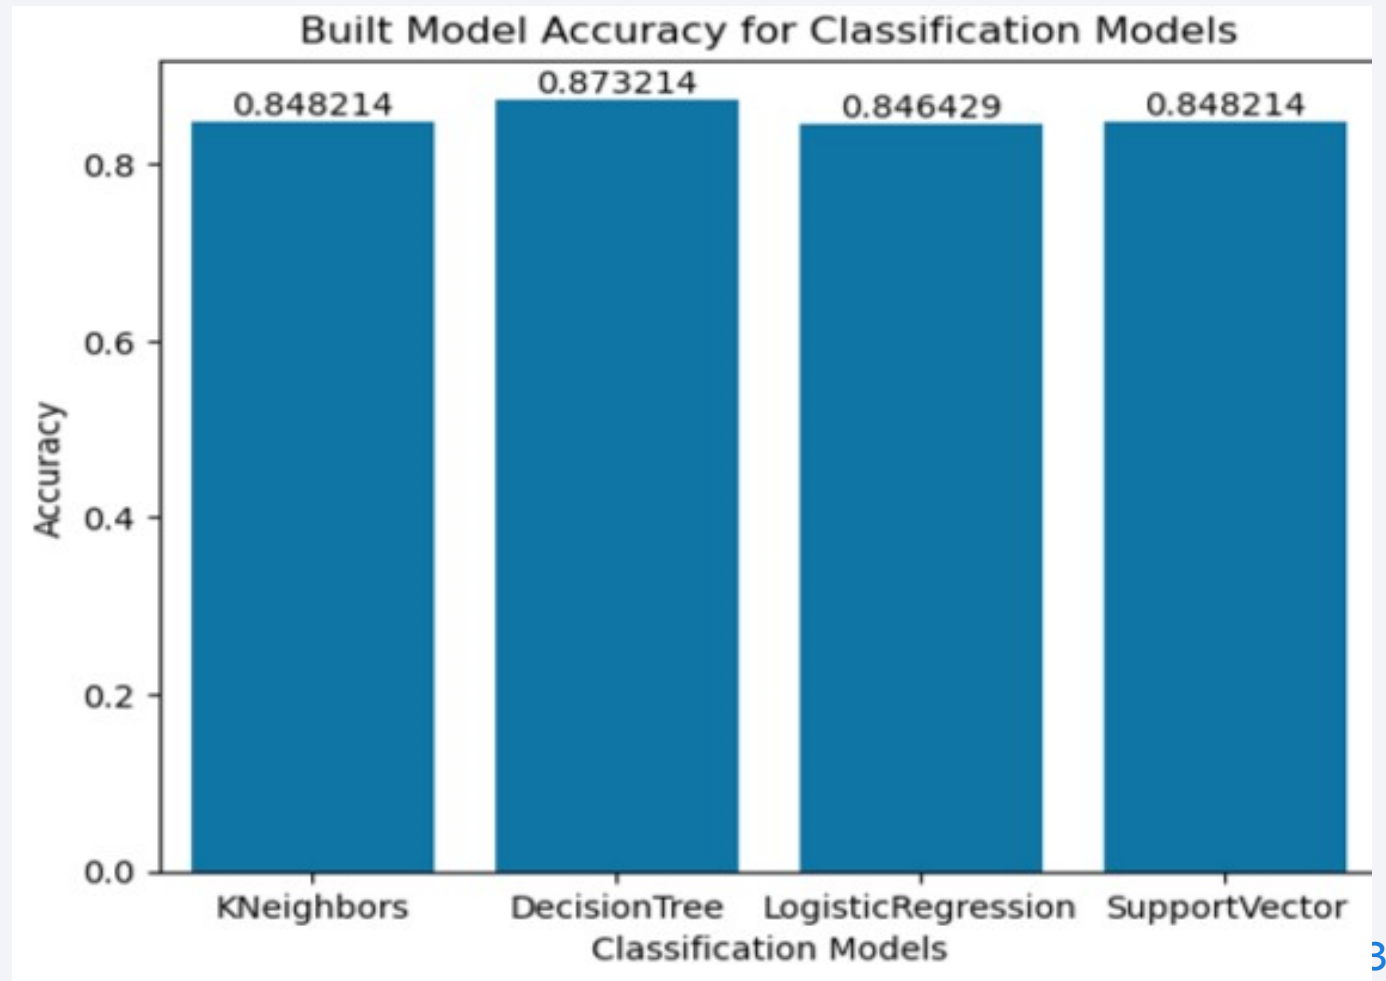 Built Model Accuracy for Classification Models
0.848214
0.873214
0.846429
0.848214
0.8
0.6
0.4
0.2
0.0
Accuracy
KNeighbors
DecisionTree
LogisticRegression
SupportVector
Classification Models
3